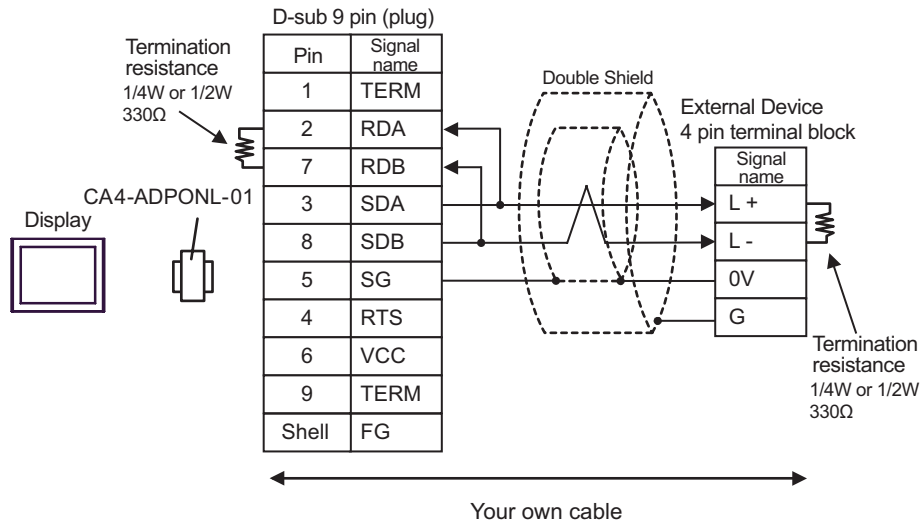 D-sub 9 pin (plug)
Termination
resistance
1/4W or 1/2W
330Ω
Pin
Signal
name
1
TERM
2
RDA
7
RDB
3
SDA
8
SDB
5
SG
4
RTS
6
VCC
9
TERM
Shell
FG
CA4-ADPONL-01
Display
Double Shield
External Device
4 pin terminal block
Signal
name
L +
L -
0V
G
Termination
resistance
1/4W or 1/2W
330Ω
Your own cable